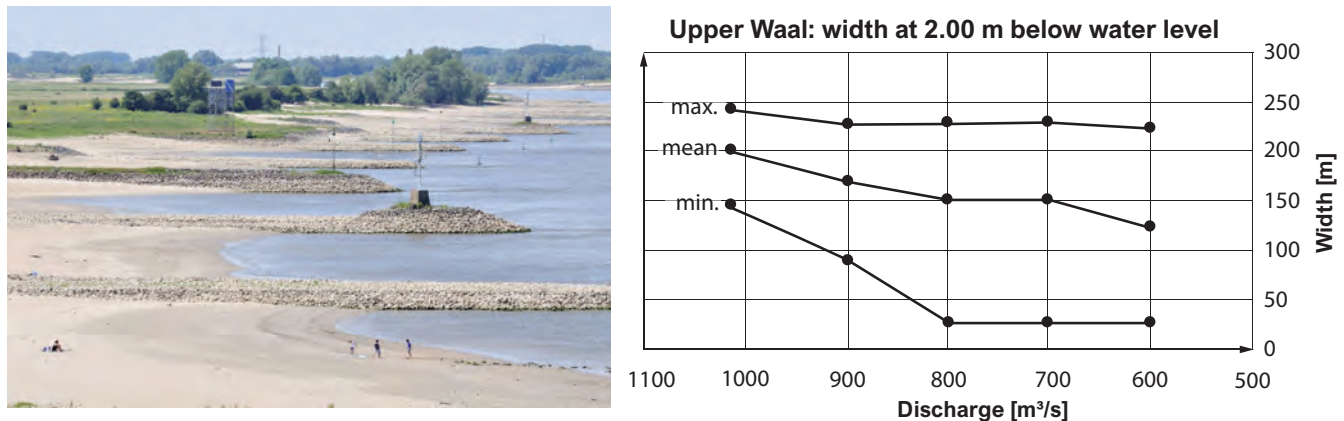 Upper Waal: width at 2.00 m below water level
300
max.
250
mean
200
min.
150
100
50
0
Width [m]
1100 1000 900 800 700 600 500
Discharge [m³/s]